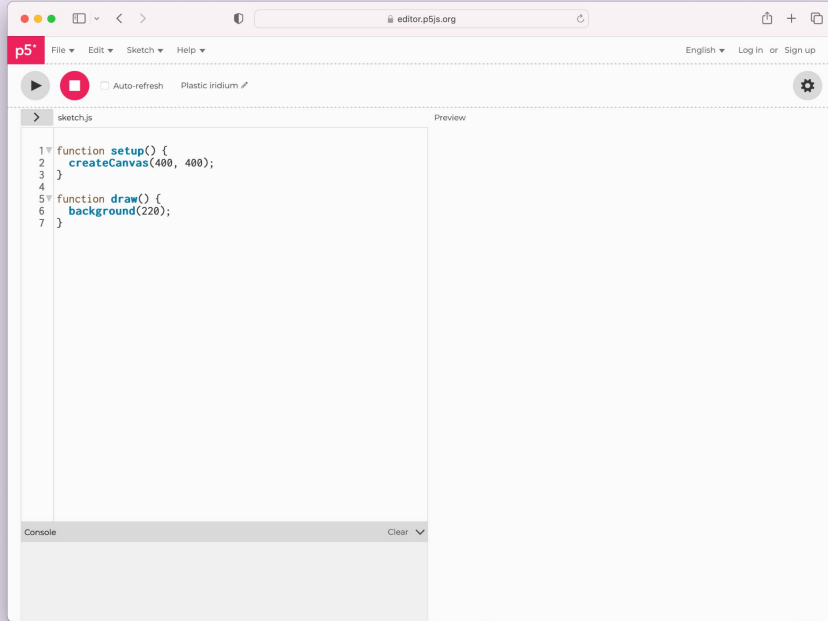 editor.p5js.org
p5* File Edit Sketch Help English Log in or Sign up
Auto-refresh Plastic iridium
sketch.js Preview
1 function setup() {
2   createCanvas(400, 400);
3 }
4
5 function draw() {
6   background(220);
7 }
Console Clear